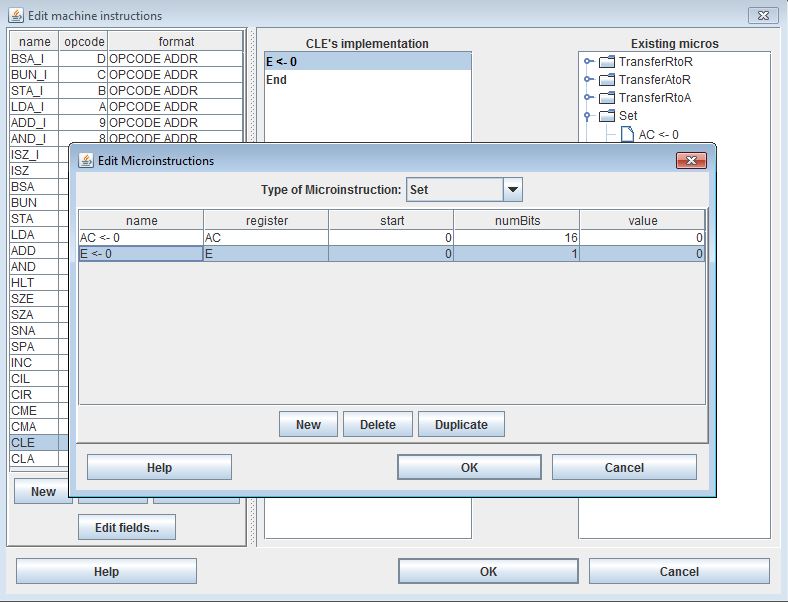 Edit machine instructions
name opcode format
BSA_I D OPCODE ADDR
BUN_I C OPCODE ADDR
STA_I B OPCODE ADDR
LDA_I A OPCODE ADDR
ADD_I 9 OPCODE ADDR
AND_I 8 OPCODE ADDR
ISZ_I
ISZ
BSA
BUN
STA
LDA
ADD
AND
HLT
SZE
SZA
SNA
SPA
INC
CIL
CIR
CME
CMA
CLE
CLA
New
Edit fields...
CLE's implementation
E <- 0
End
Existing micros
TransferRtoR
TransferAtoR
TransferRtoA
Set
AC <- 0
Edit Microinstructions
Type of Microinstruction: Set
name register start numBits value
AC <- 0 AC 0 16 0
E <- 0 E 0 1 0
New Delete Duplicate
Help OK Cancel
Help OK Cancel